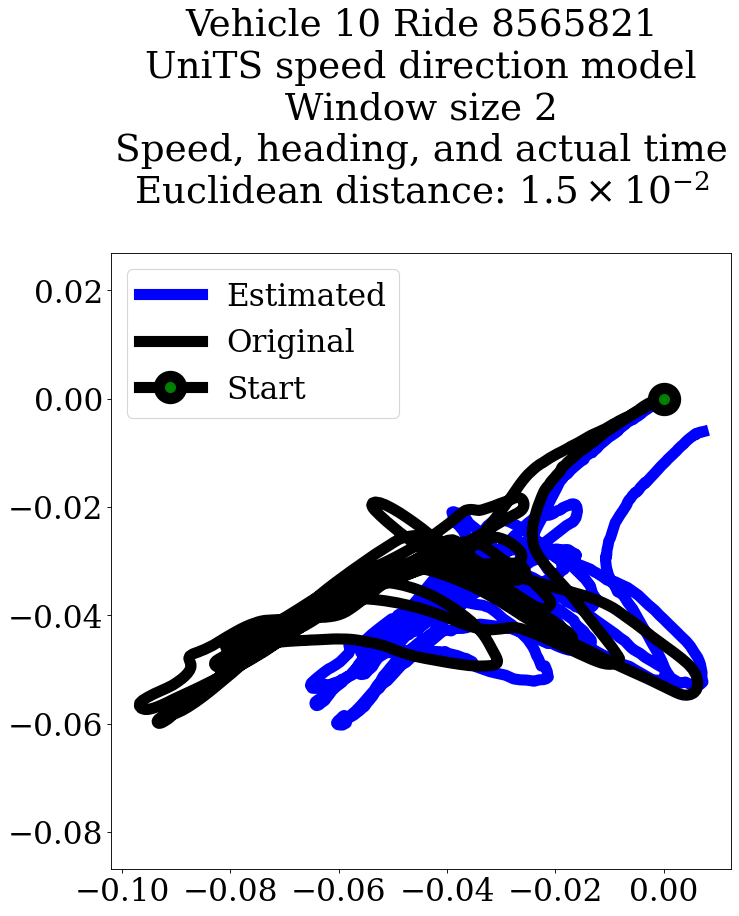 Vehicle 10 Ride 8565821
UniTS speed direction model
Window size 2
Speed, heading, and actual time
Euclidean distance: 1.5 × 10⁻²
Estimated
Original
Start
0.02
0.00
−0.02
−0.04
−0.06
−0.08
−0.10 −0.08 −0.06 −0.04 −0.02 0.00